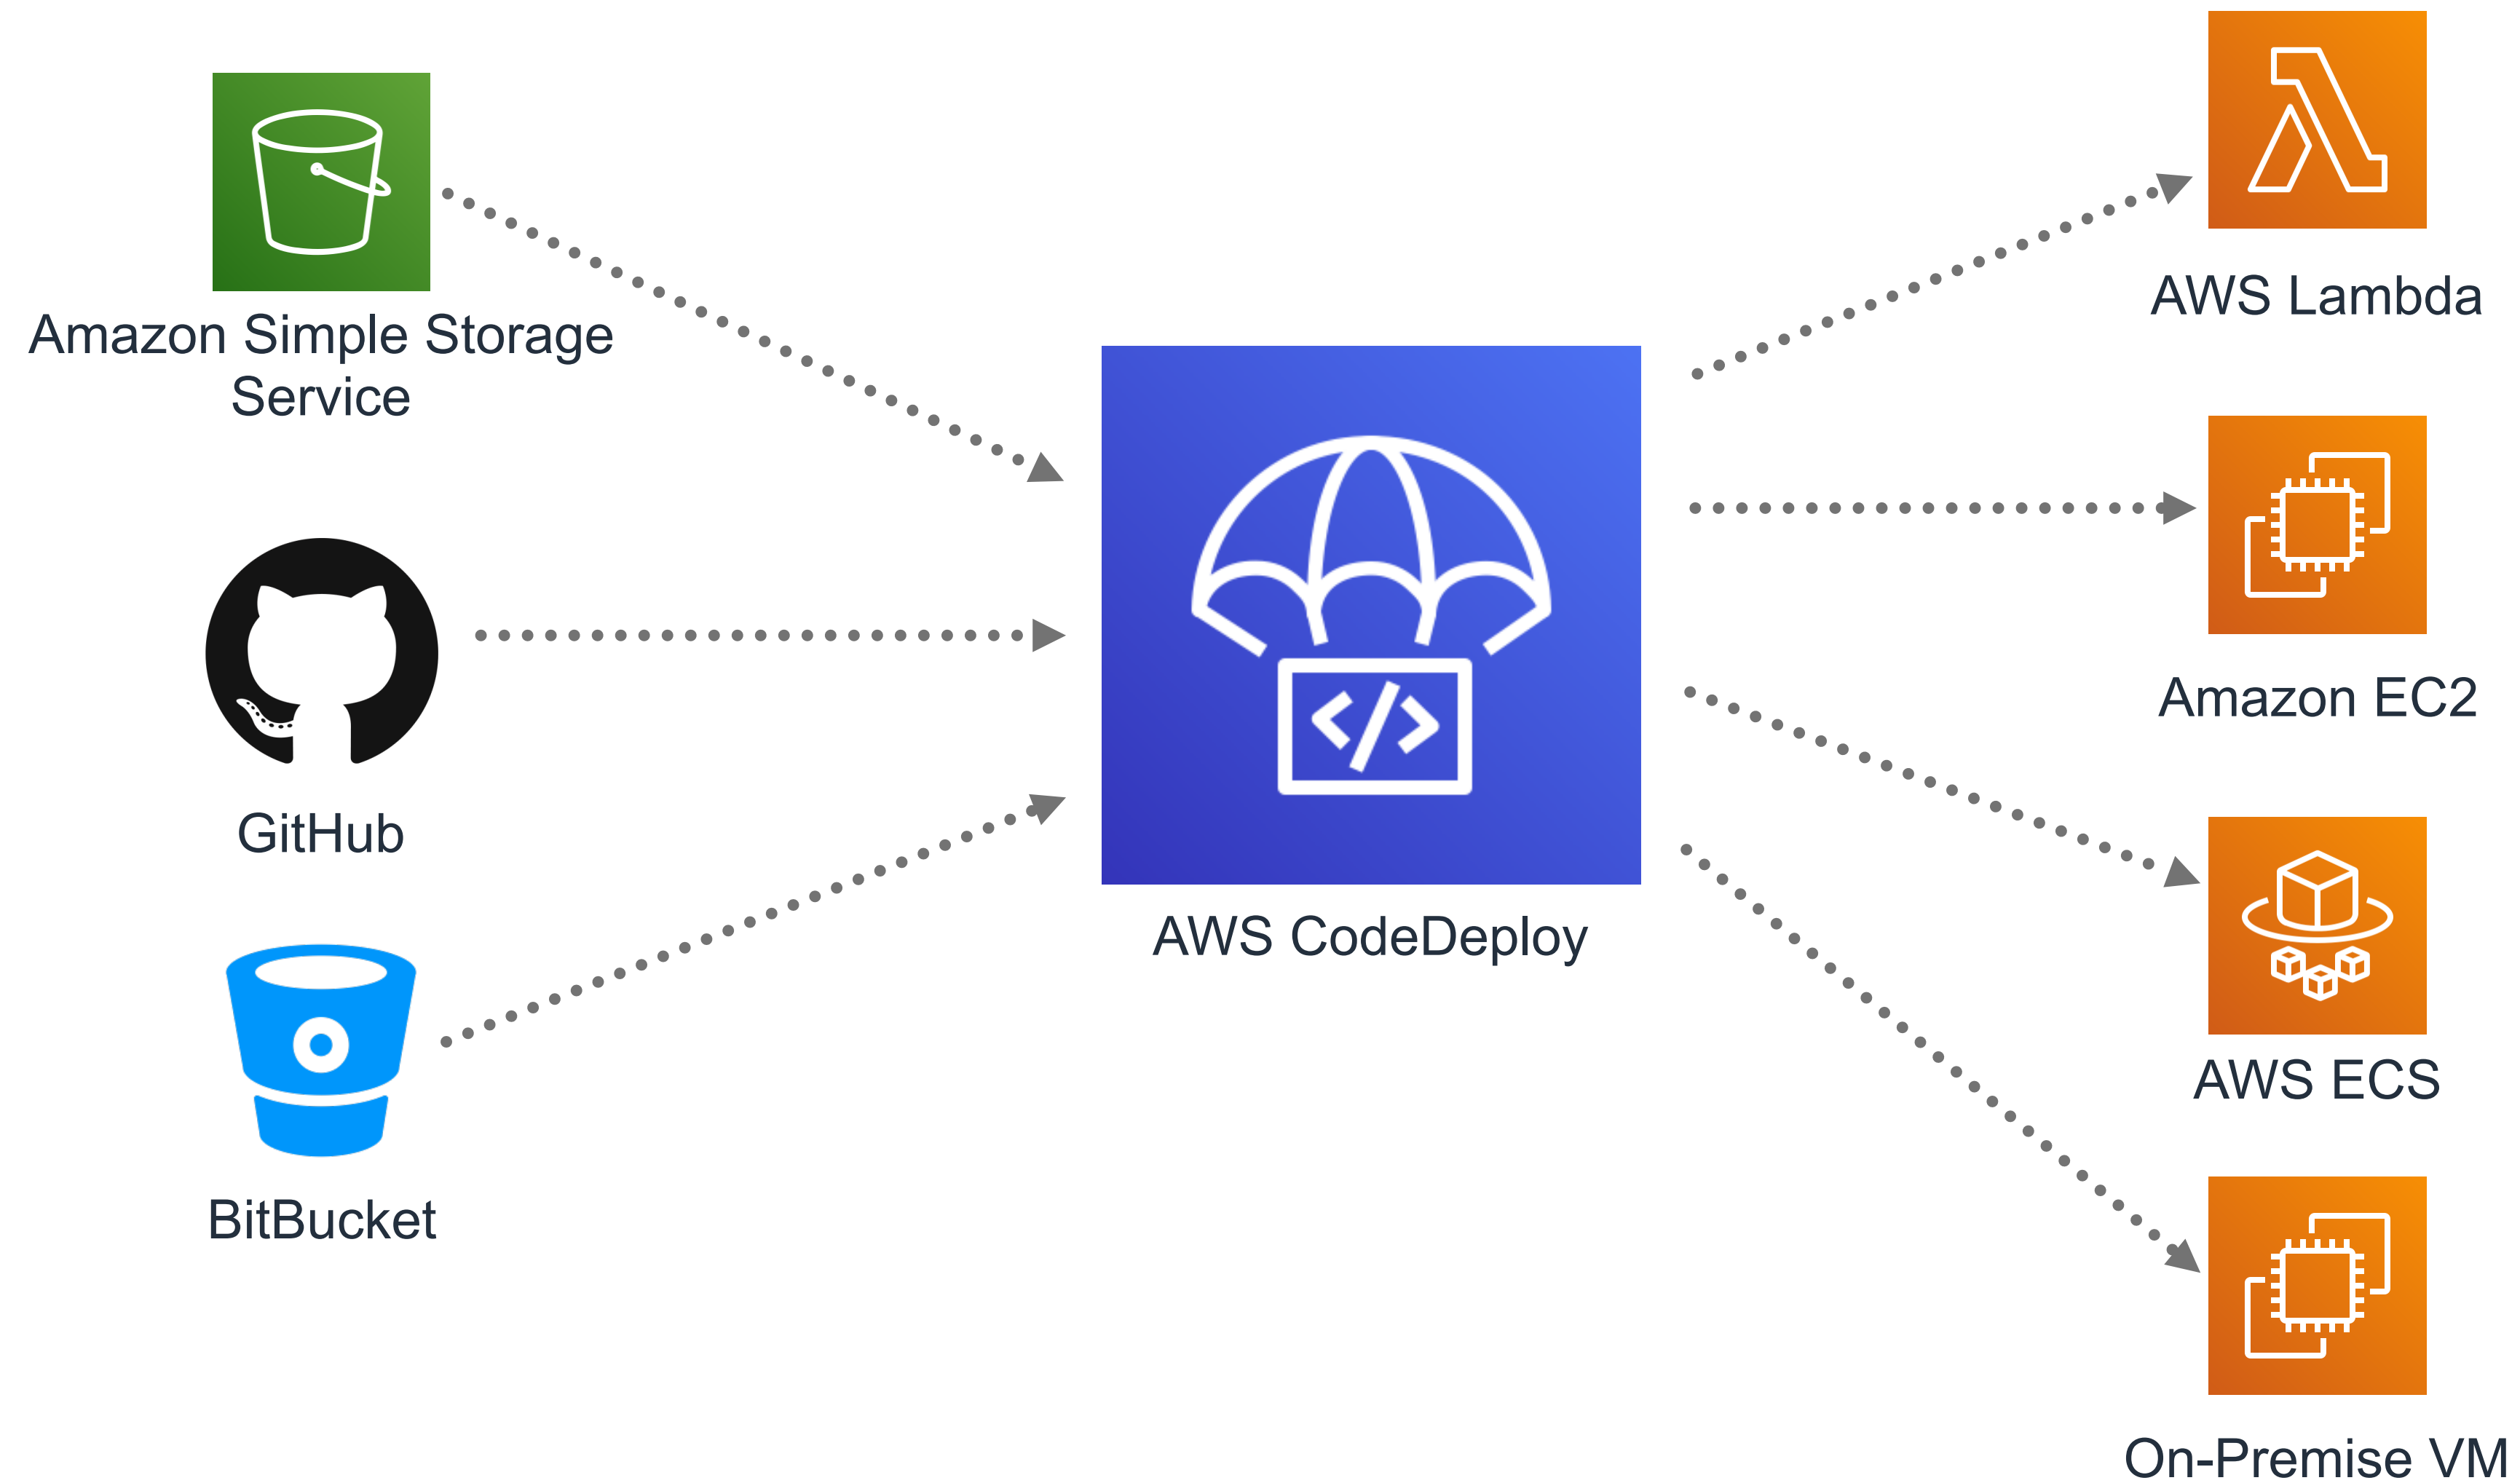 Amazon Simple Storage
Service
GitHub
BitBucket
</>
AWS CodeDeploy
AWS Lambda
Amazon EC2
AWS ECS
On-Premise VM